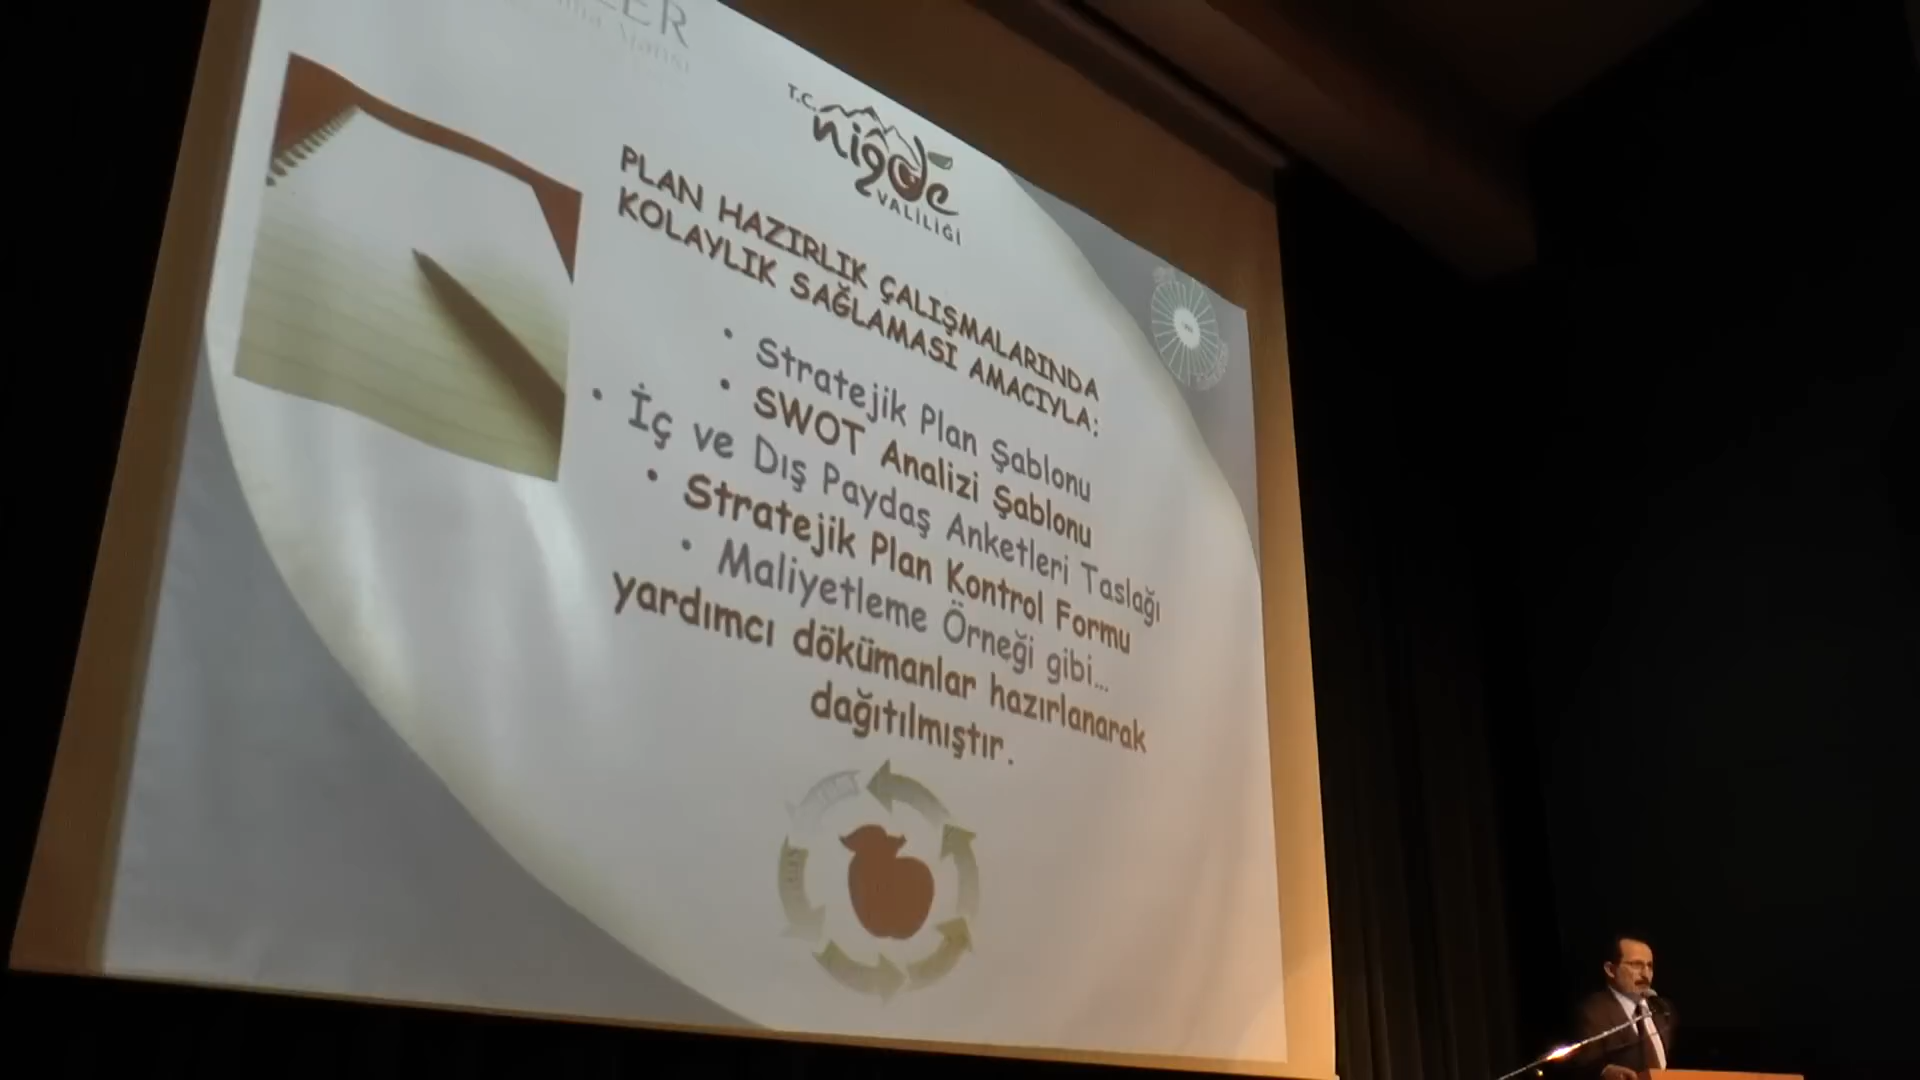 T.C.
niğde
VALİLİĞİ
PLAN HAZIRLIK ÇALIŞMALARINDA
KOLAYLIK SAĞLAMASI AMACIYLA:
• Stratejik Plan Şablonu
• SWOT Analizi Şablonu
• İç ve Dış Paydaş Anketleri Taslağı
• Stratejik Plan Kontrol Formu
• Maliyetleme Örneği gibi...
yardımcı dökümanlar hazırlanarak
dağıtılmıştır.